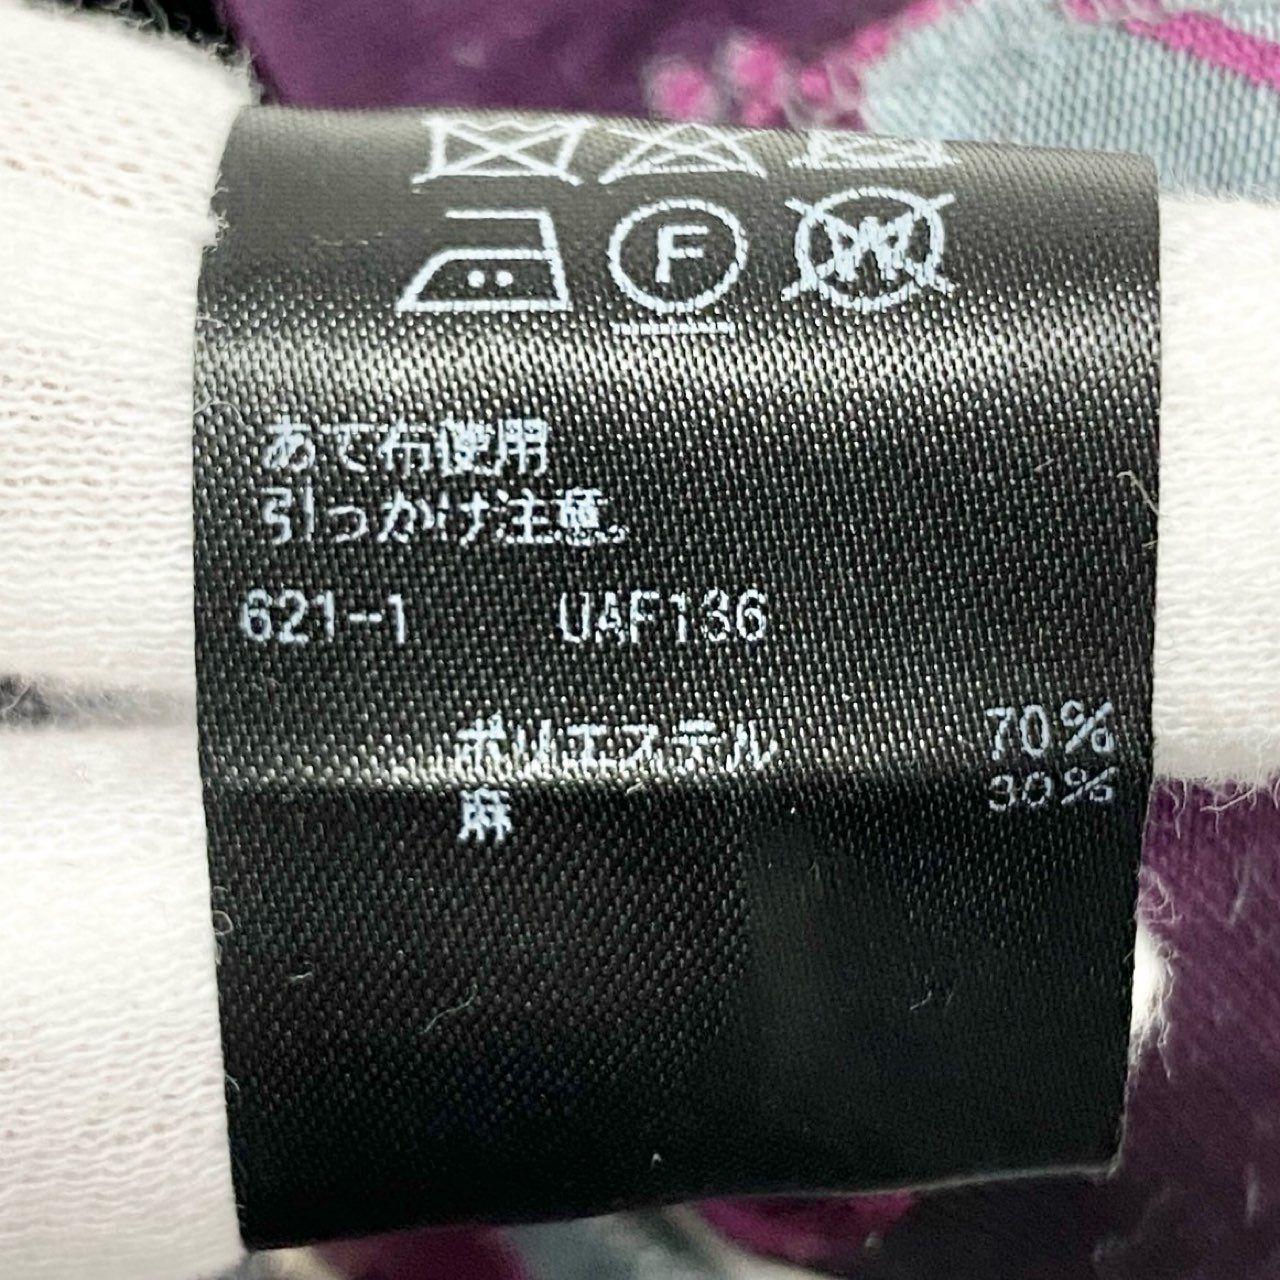 F
W
あて布使用
引っかけ注意。
621-1 UAF136
ポリエステル 70%
麻 30%